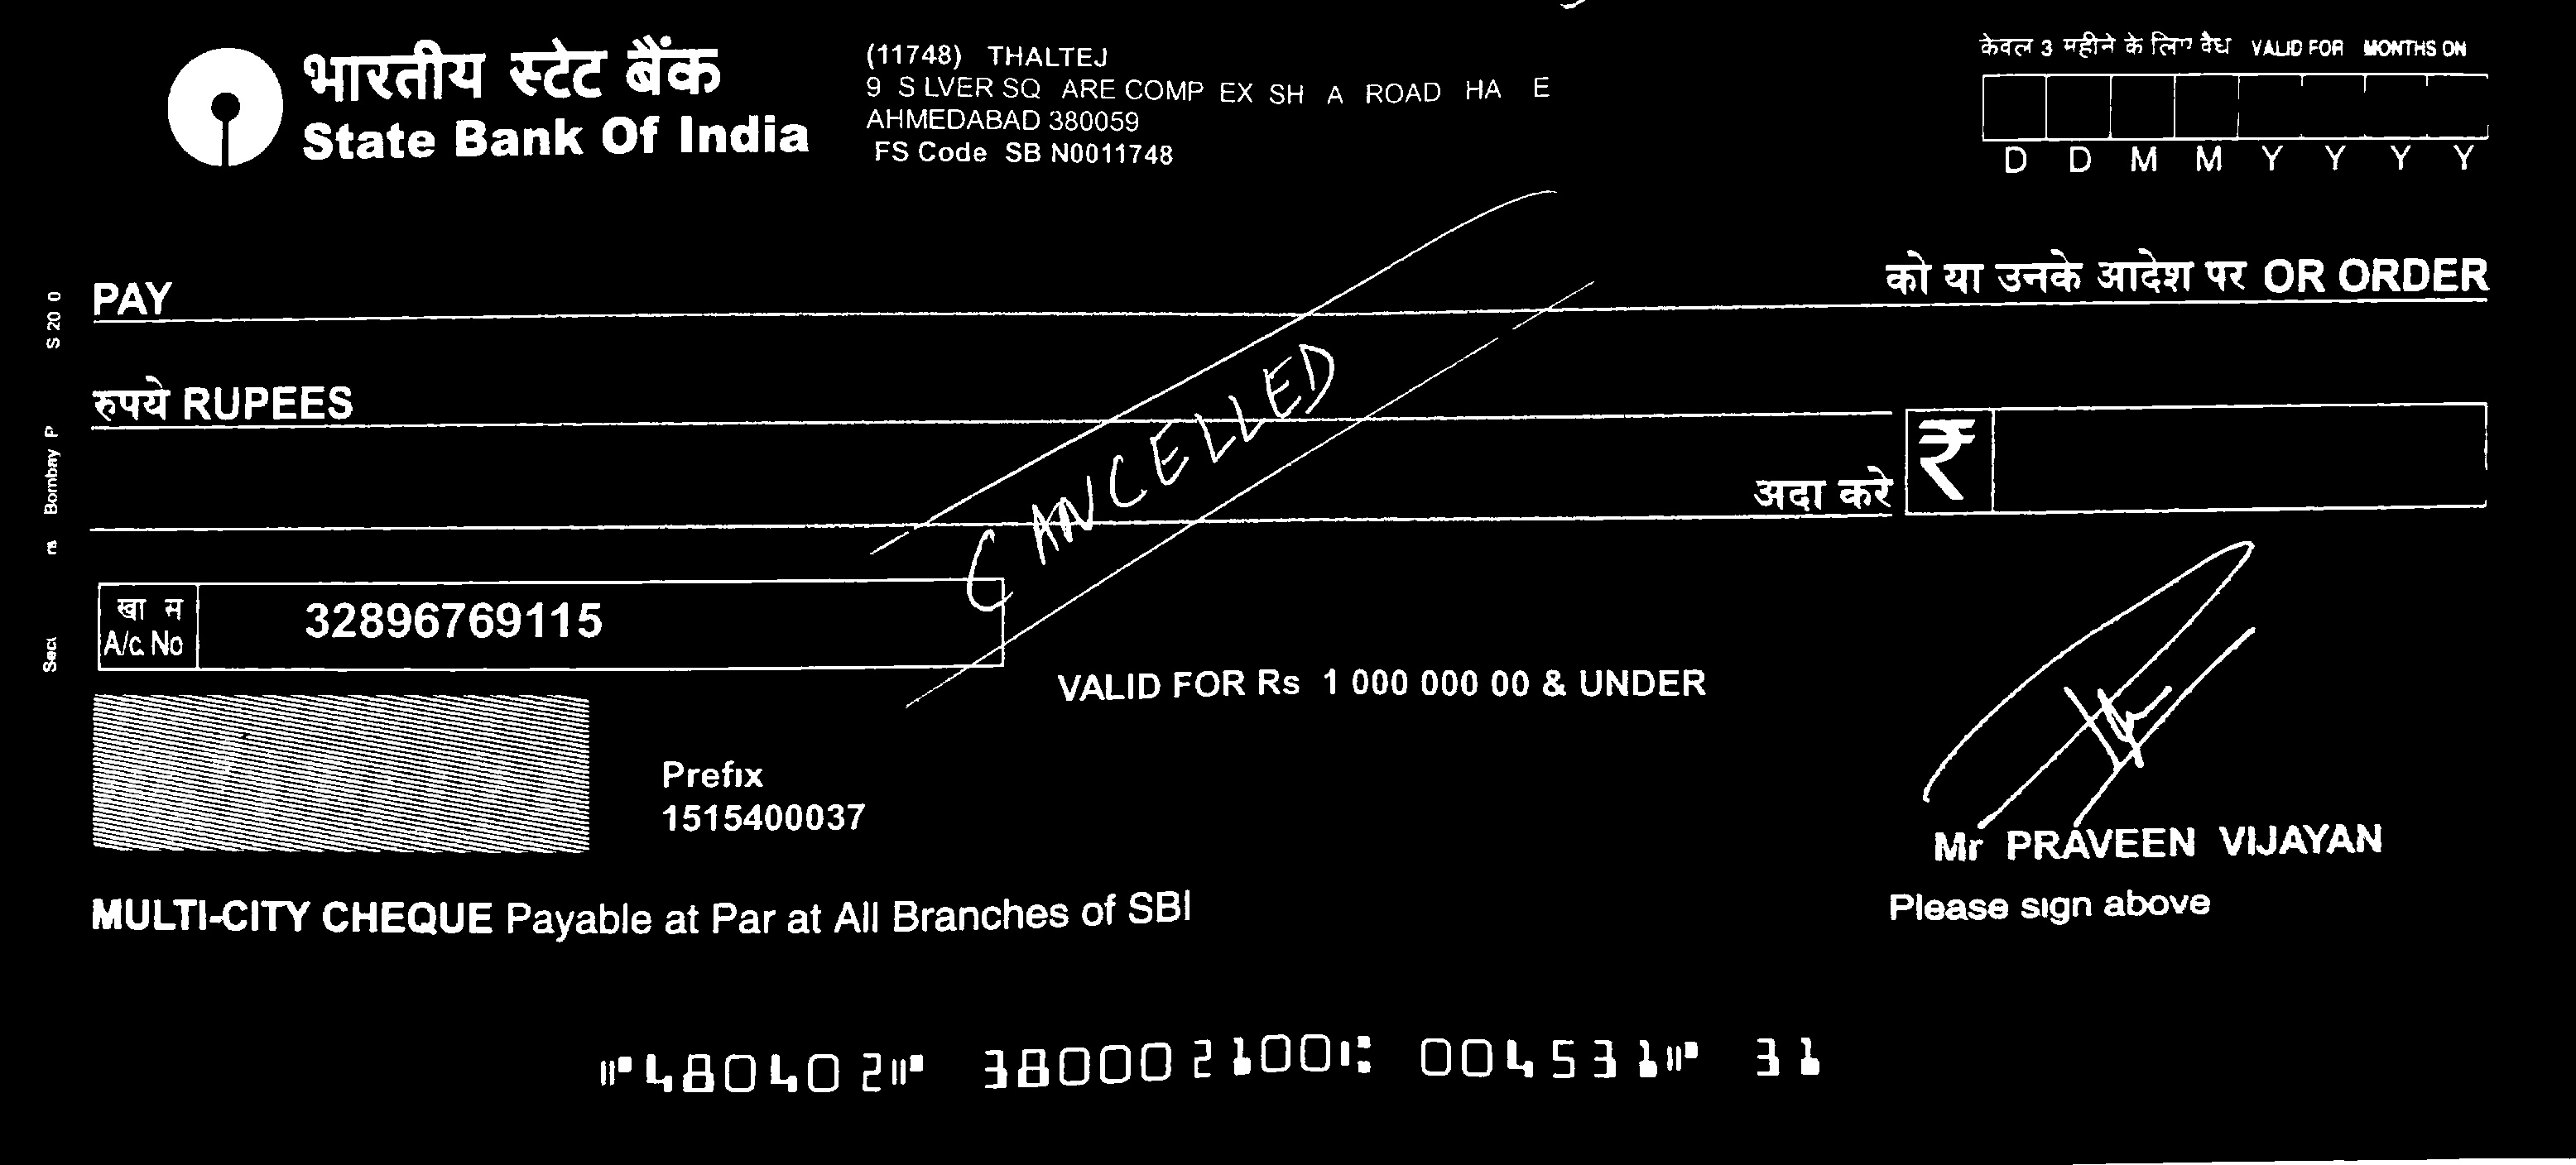 भारतीय स्टेट बैंक
State Bank Of India
(11748) THALTEJ
9 S LVER SQ ARE COMP EX SH A ROAD HA E
AHMEDABAD 380059
FS Code SB N0011748
केवल 3 महीने के लिए वैध VALID FOR MONTHS ON
D D M M Y Y Y Y
PAY
को या उनके आदेश पर OR ORDER
रुपये RUPEES
CANCELLED
अदा करे ₹
खा स
A/c. No
32896769115
VALID FOR Rs 1 000 000 00 & UNDER
Prefix
1515400037
Mr PRAVEEN VIJAYAN
Please sign above
MULTI-CITY CHEQUE Payable at Par at All Branches of SBI
⑈480402⑈ 380002100⑆ 004531⑈ 31
S 20 0
Bombay P